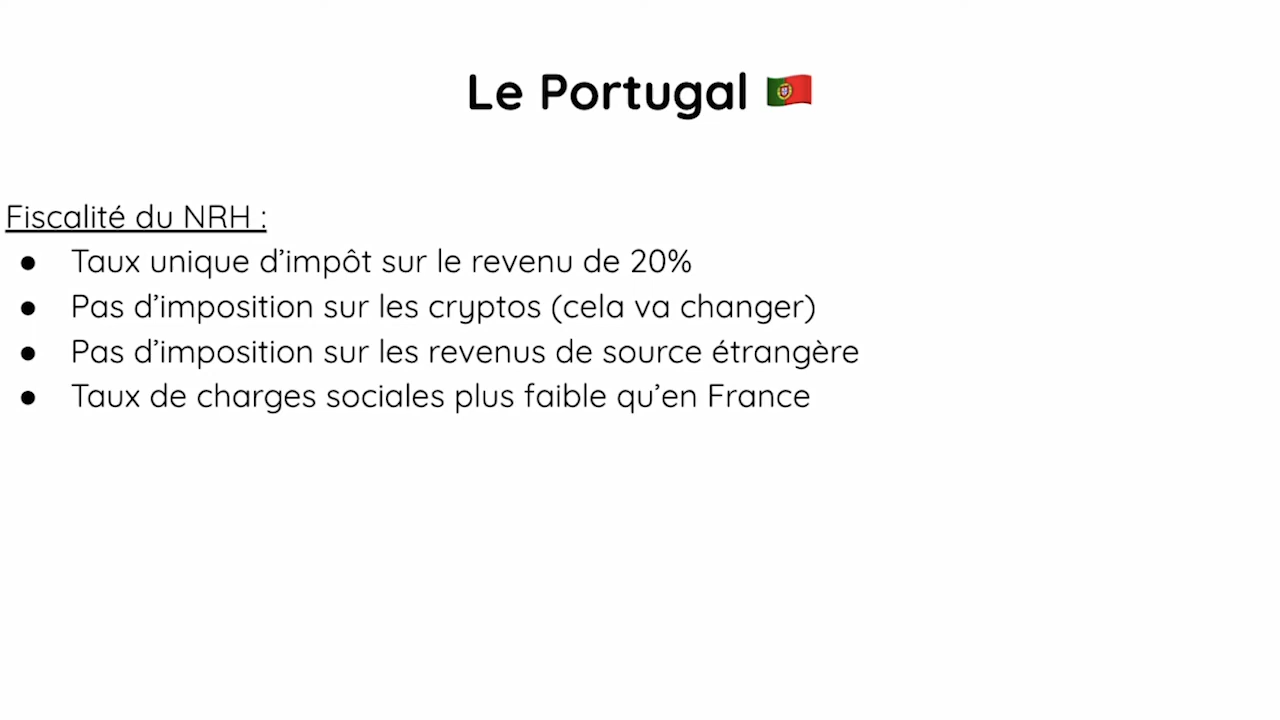 Le Portugal 🇵🇹
Fiscalité du NRH :
● Taux unique d’impôt sur le revenu de 20%
● Pas d’imposition sur les cryptos (cela va changer)
● Pas d’imposition sur les revenus de source étrangère
● Taux de charges sociales plus faible qu’en France